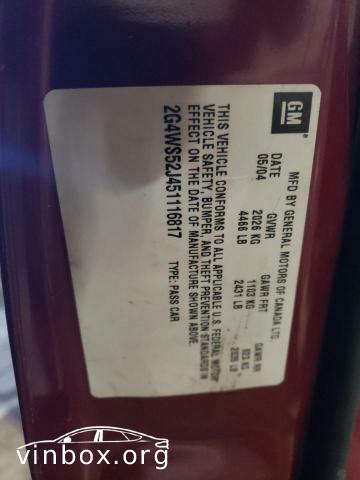 GM
MFD BY GENERAL MOTORS OF CANADA LTD.
DATE GVWR GAWR FRT GAWR RR
05/04 2026 KG 1103 KG 923 KG
4466 LB 2431 LB 2035 LB
THIS VEHICLE CONFORMS TO ALL APPLICABLE U.S. FEDERAL MOTOR
VEHICLE SAFETY, BUMPER, AND THEFT PREVENTION STANDARDS IN
EFFECT ON THE DATE OF MANUFACTURE SHOWN ABOVE.
2G4WS52J451116817 TYPE: PASS CAR
vinbox.org